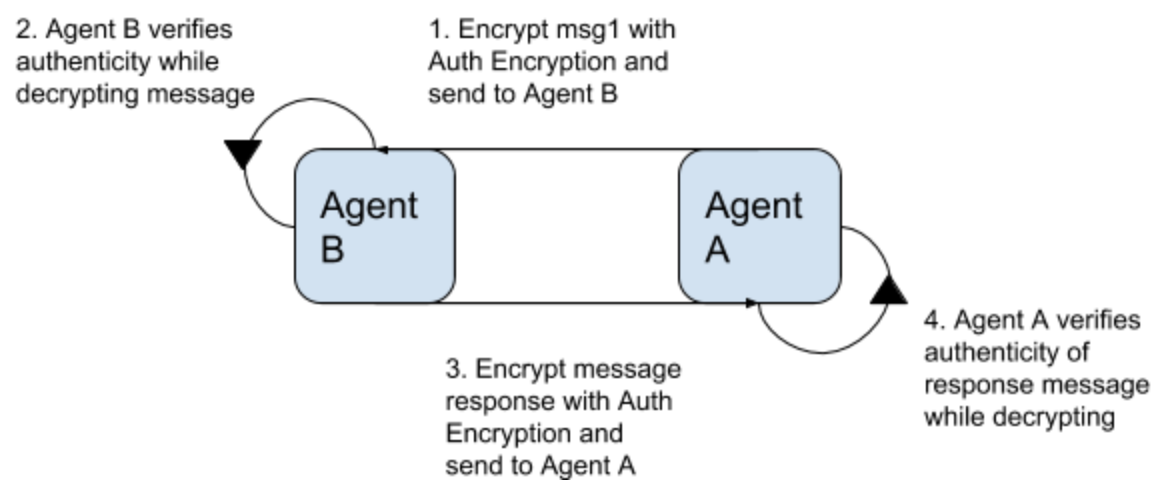 2. Agent B verifies
authenticity while
decrypting message
1. Encrypt msg1 with
Auth Encryption and
send to Agent B
Agent
B
Agent
A
3. Encrypt message
response with Auth
Encryption and
send to Agent A
4. Agent A verifies
authenticity of
response message
while decrypting